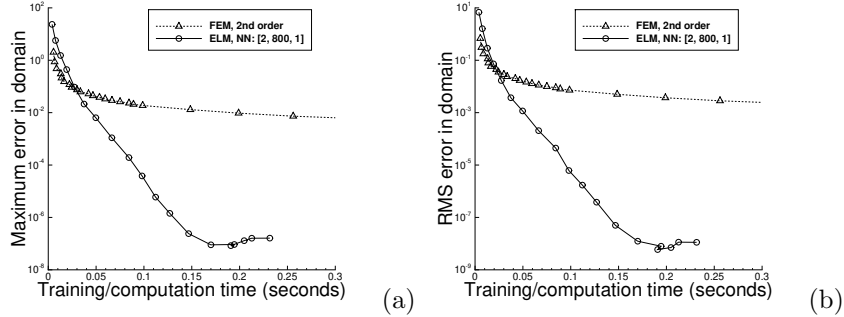 FEM, 2nd order
ELM, NN: [2, 800, 1]
Maximum error in domain
10^2
10^0
10^-2
10^-4
10^-6
10^-8
0 0.05 0.1 0.15 0.2 0.25 0.3
Training/computation time (seconds)
(a)
FEM, 2nd order
ELM, NN: [2, 800, 1]
RMS error in domain
10^1
10^-1
10^-3
10^-5
10^-7
10^-9
0 0.05 0.1 0.15 0.2 0.25 0.3
Training/computation time (seconds)
(b)